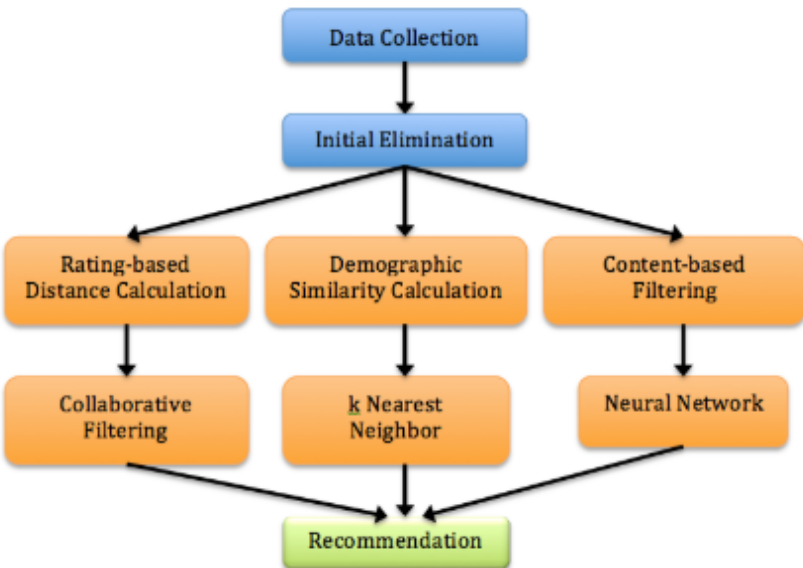 Data Collection
Initial Elimination
Rating-based
Distance Calculation
Demographic
Similarity Calculation
Content-based
Filtering
Collaborative
Filtering
k Nearest
Neighbor
Neural Network
Recommendation